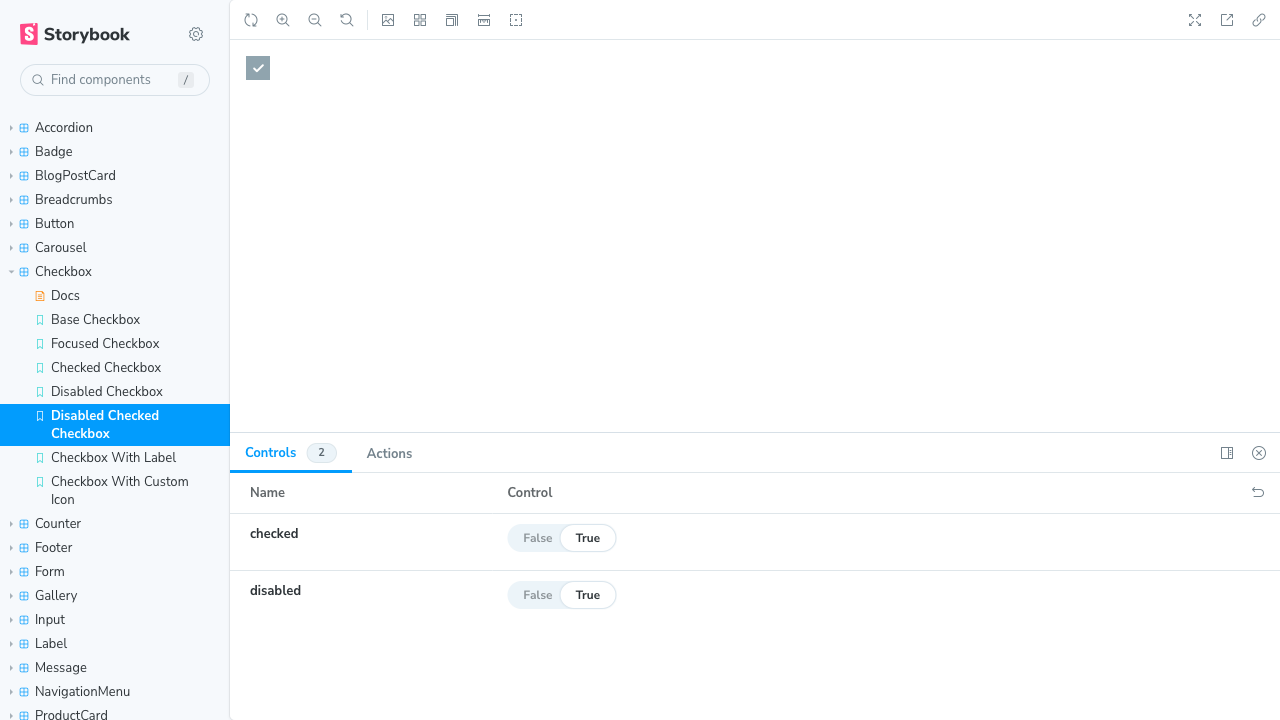 Storybook
Find components
/
Accordion
Badge
BlogPostCard
Breadcrumbs
Button
Carousel
Checkbox
Docs
Base Checkbox
Focused Checkbox
Checked Checkbox
Disabled Checkbox
Disabled Checked
Checkbox
Checkbox With Label
Checkbox With Custom
Icon
Counter
Footer
Form
Gallery
Input
Label
Message
NavigationMenu
ProductCard
Controls 2 Actions
Name Control
checked False True
disabled False True